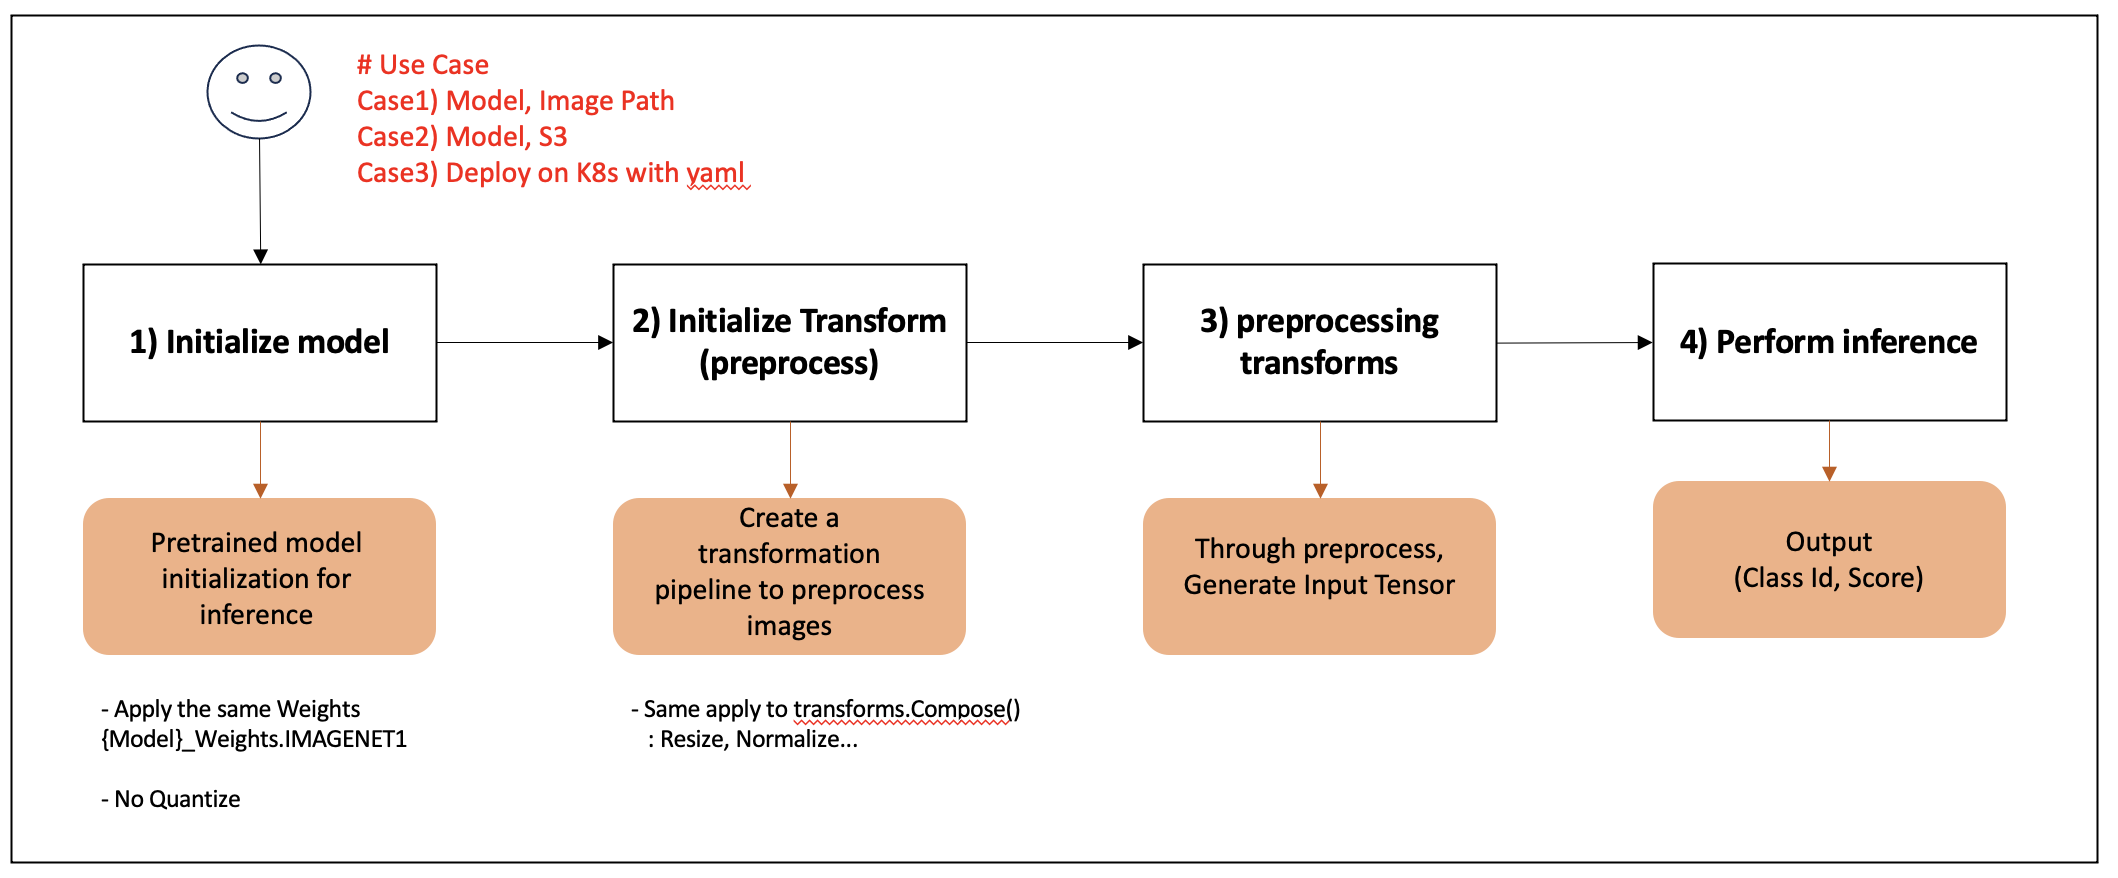 # Use Case
Case1) Model, Image Path
Case2) Model, S3
Case3) Deploy on K8s with yaml
1) Initialize model
2) Initialize Transform
(preprocess)
3) preprocessing
transforms
4) Perform inference
Pretrained model
initialization for
inference
Create a
transformation
pipeline to preprocess
images
Through preprocess,
Generate Input Tensor
Output
(Class Id, Score)
- Apply the same Weights
{Model}_Weights.IMAGENET1
- No Quantize
- Same apply to transforms.Compose()
: Resize, Normalize...